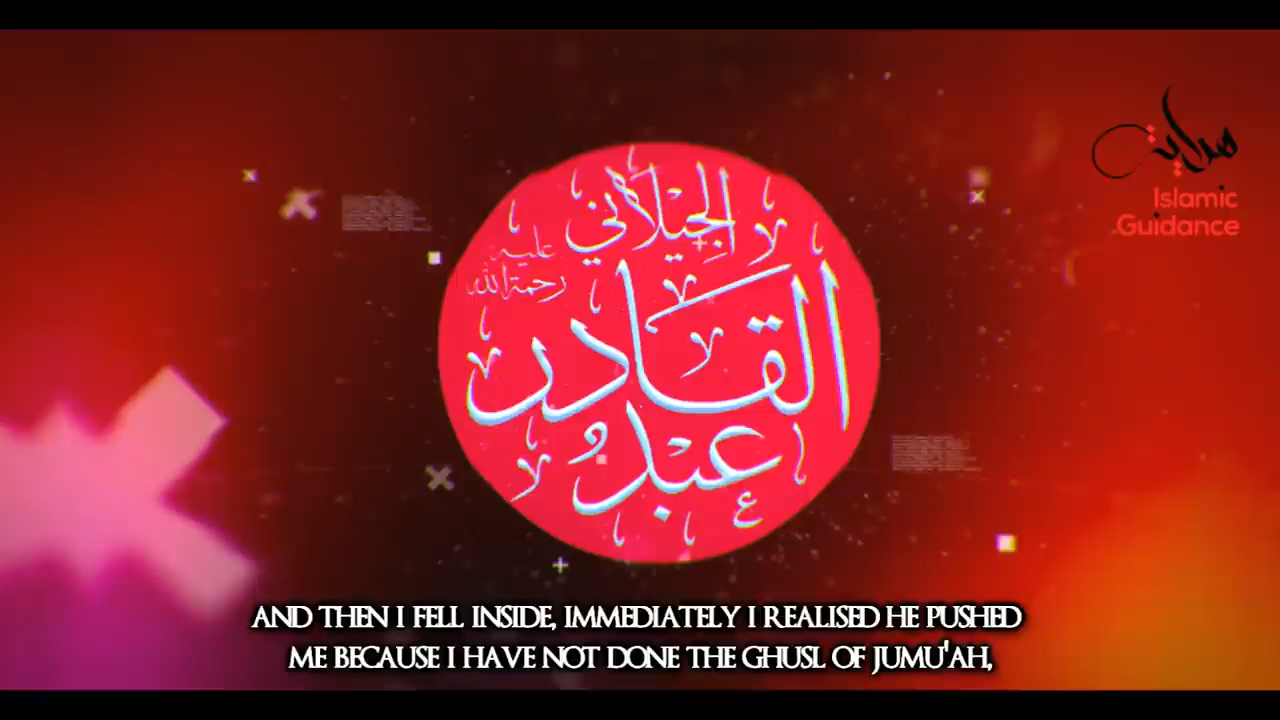 هداية
Islamic
Guidance
الجيلاني
رحمة الله عليه
القادر
عبد
AND THEN I FELL INSIDE, IMMEDIATELY I REALISED HE PUSHED
ME BECAUSE I HAVE NOT DONE THE GHUSL OF JUMU'AH,